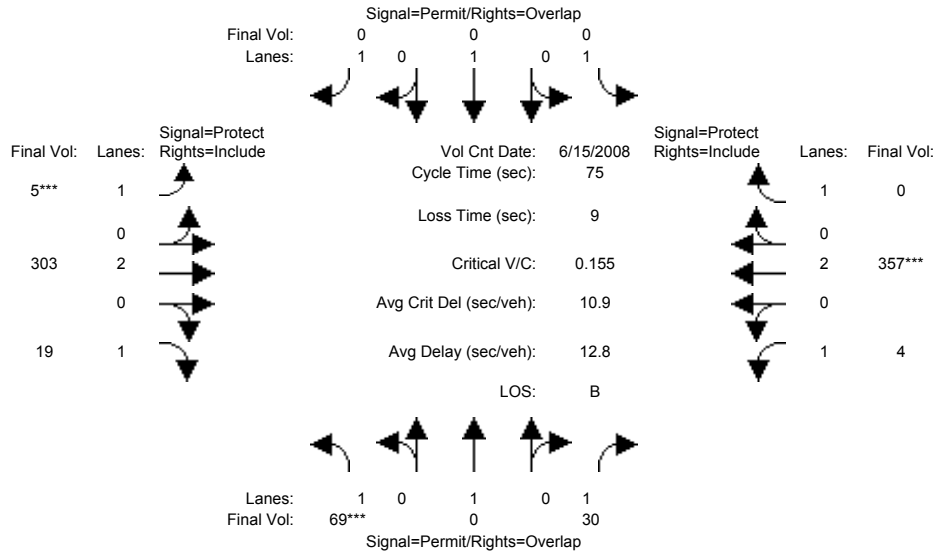 Signal=Permit/Rights=Overlap
Final Vol: 0 0 0
Lanes: 1 0 1 0 1
Signal=Protect
Final Vol: Lanes: Rights=Include
Vol Cnt Date: 6/15/2008
Signal=Protect
Rights=Include Lanes: Final Vol:
Cycle Time (sec): 75
5*** 1
1 0
Loss Time (sec): 9
0
0
303 2
Critical V/C: 0.155
2 357***
0
Avg Crit Del (sec/veh): 10.9
0
19 1
Avg Delay (sec/veh): 12.8
1 4
LOS: B
Lanes: 1 0 1 0 1
Final Vol: 69*** 0 30
Signal=Permit/Rights=Overlap